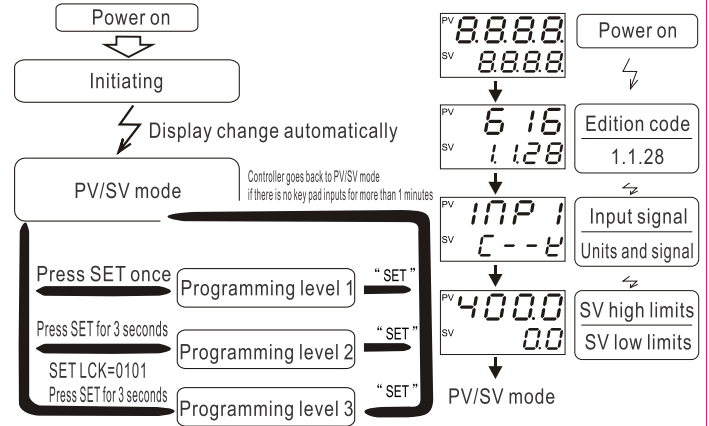 Power on
Initiating
Display change automatically
PV/SV mode
Controller goes back to PV/SV mode
if there is no key pad inputs for more than 1 minutes
Press SET once
Programming level 1
“ SET ”
Press SET for 3 seconds
Programming level 2
“ SET ”
SET LCK=0101
Press SET for 3 seconds
Programming level 3
“ SET ”
PV 8.8.8.8.
SV 8.8.8.8.
Power on
PV 616
SV 1.1.28
Edition code
1.1.28
PV INP1
SV C--K
Input signal
Units and signal
PV 400.0
SV 0.0
SV high limits
SV low limits
PV/SV mode